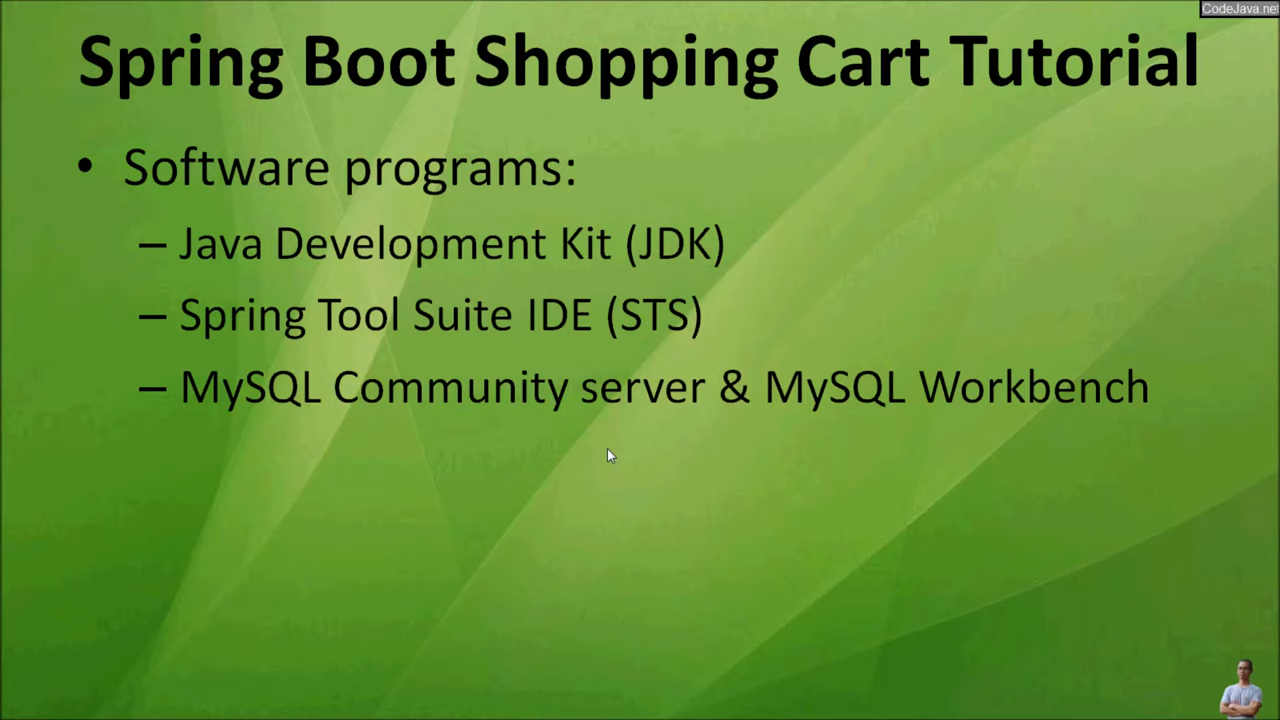 CodeJava.net
Spring Boot Shopping Cart Tutorial
• Software programs:
– Java Development Kit (JDK)
– Spring Tool Suite IDE (STS)
– MySQL Community server & MySQL Workbench